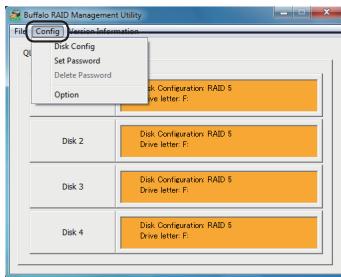 Buffalo RAID Management Utility
File Config Version Information
Disk Config
Set Password
Delete Password
Option
Disk Configuration: RAID 5
Drive letter: F:
Disk 2
Disk Configuration: RAID 5
Drive letter: F:
Disk 3
Disk Configuration: RAID 5
Drive letter: F:
Disk 4
Disk Configuration: RAID 5
Drive letter: F: